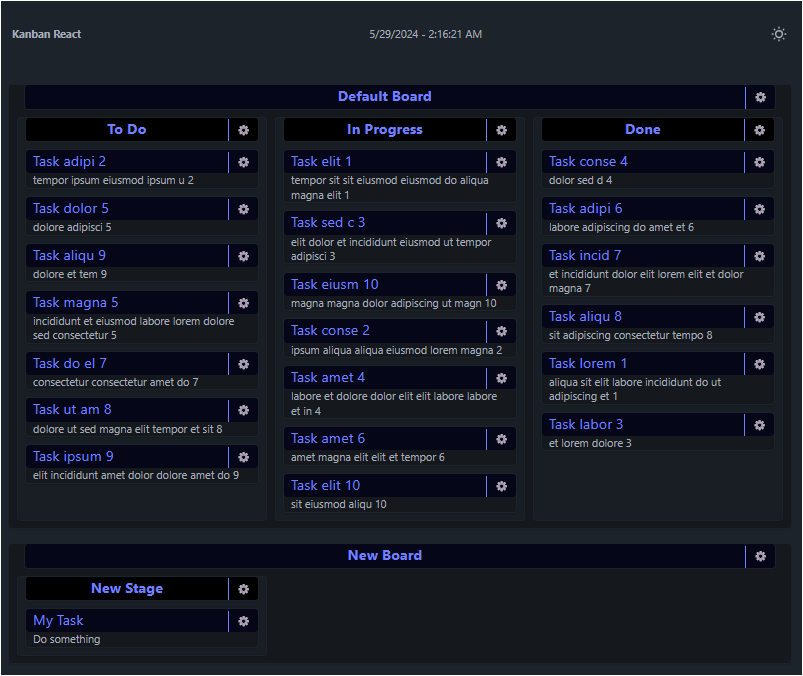 Kanban React
5/29/2024 - 2:16:21 AM
Default Board
To Do
Task adipi 2
tempor ipsum eiusmod ipsum u 2
Task dolor 5
dolore adipisci 5
Task aliqu 9
dolore et tem 9
Task magna 5
incididunt et eiusmod labore lorem dolore
sed consectetur 5
Task do el 7
consectetur consectetur amet do 7
Task ut am 8
dolore ut sed magna elit tempor et sit 8
Task ipsum 9
elit incididunt amet dolor dolore amet do 9
In Progress
Task elit 1
tempor sit sit eiusmod eiusmod do aliqua
magna elit 1
Task sed c 3
elit dolor et incididunt eiusmod ut tempor
adipisci 3
Task eiusm 10
magna magna dolor adipiscing ut magn 10
Task conse 2
ipsum aliqua aliqua eiusmod lorem magna 2
Task amet 4
labore et dolore dolor elit elit labore labore
et in 4
Task amet 6
amet magna elit elit et tempor 6
Task elit 10
sit eiusmod aliqu 10
Done
Task conse 4
dolor sed d 4
Task adipi 6
labore adipiscing do amet et 6
Task incid 7
et incididunt dolor elit lorem elit et dolor
magna 7
Task aliqu 8
sit adipiscing consectetur tempo 8
Task lorem 1
aliqua sit elit labore incididunt do ut
adipiscing et 1
Task labor 3
et lorem dolore 3
New Board
New Stage
My Task
Do something